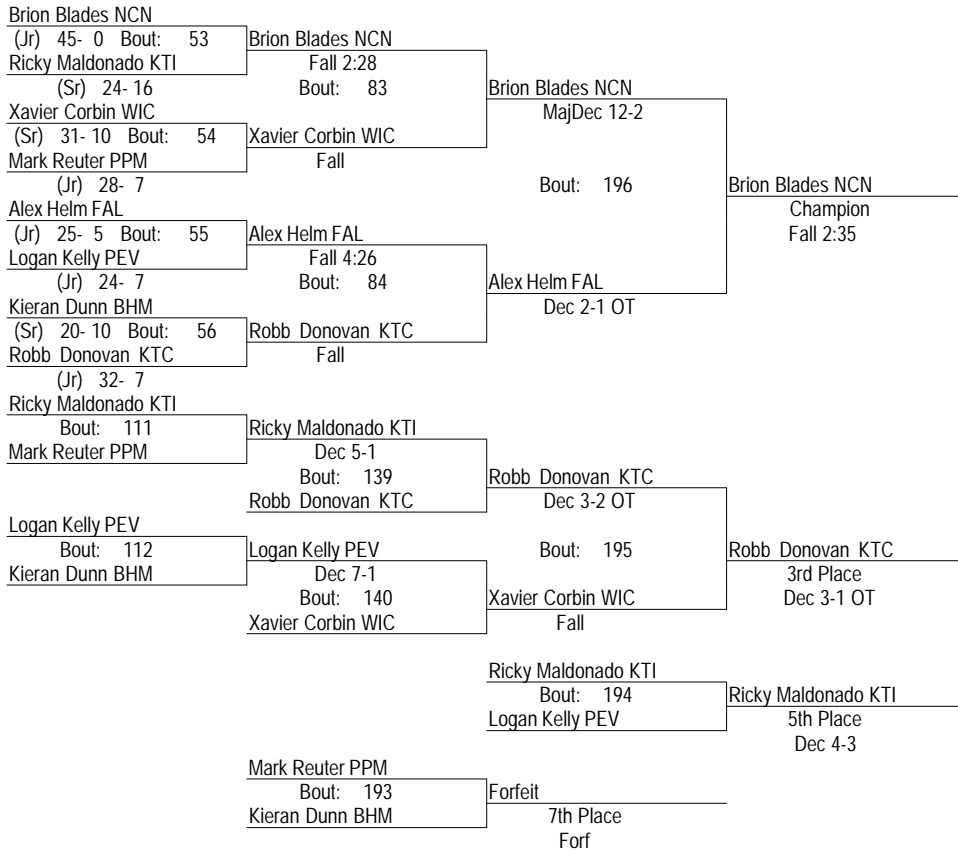 Brion Blades NCN
(Jr) 45- 0 Bout: 53 Brion Blades NCN
Ricky Maldonado KTI Fall 2:28
(Sr) 24- 16 Bout: 83 Brion Blades NCN
Xavier Corbin WIC MajDec 12-2
(Sr) 31- 10 Bout: 54 Xavier Corbin WIC
Mark Reuter PPM Fall
(Jr) 28- 7 Bout: 196 Brion Blades NCN
Alex Helm FAL Champion
(Jr) 25- 5 Bout: 55 Alex Helm FAL Fall 2:35
Logan Kelly PEV Fall 4:26
(Jr) 24- 7 Bout: 84 Alex Helm FAL
Kieran Dunn BHM Dec 2-1 OT
(Sr) 20- 10 Bout: 56 Robb Donovan KTC
Robb Donovan KTC Fall
(Jr) 32- 7
Ricky Maldonado KTI
Bout: 111 Ricky Maldonado KTI
Mark Reuter PPM Dec 5-1
Bout: 139 Robb Donovan KTC
Robb Donovan KTC Dec 3-2 OT
Logan Kelly PEV
Bout: 112 Logan Kelly PEV Bout: 195 Robb Donovan KTC
Kieran Dunn BHM Dec 7-1 3rd Place
Bout: 140 Xavier Corbin WIC Dec 3-1 OT
Xavier Corbin WIC Fall
Ricky Maldonado KTI
Bout: 194 Ricky Maldonado KTI
Logan Kelly PEV 5th Place
Dec 4-3
Mark Reuter PPM
Bout: 193 Forfeit
Kieran Dunn BHM 7th Place
Forf